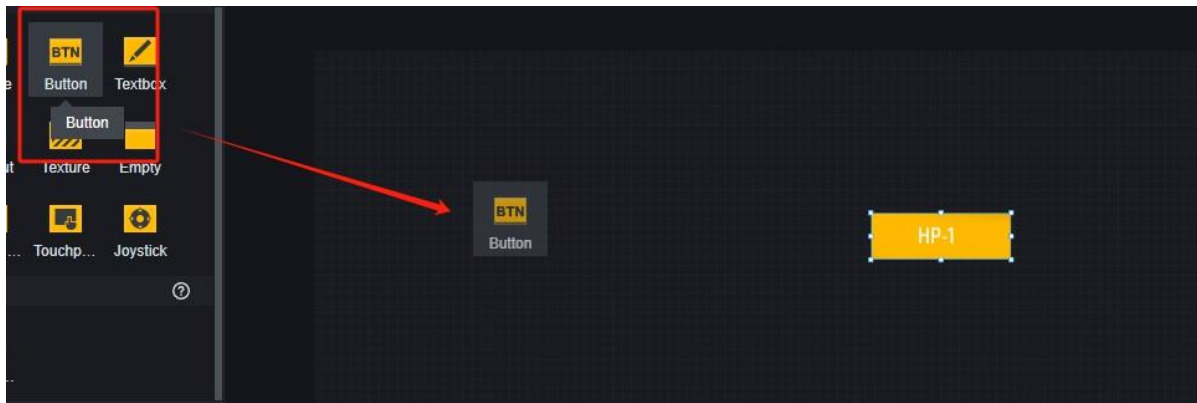 BTN
Button Textbox
Button
Texture Empty
Touchp... Joystick
BTN
Button
HP-1